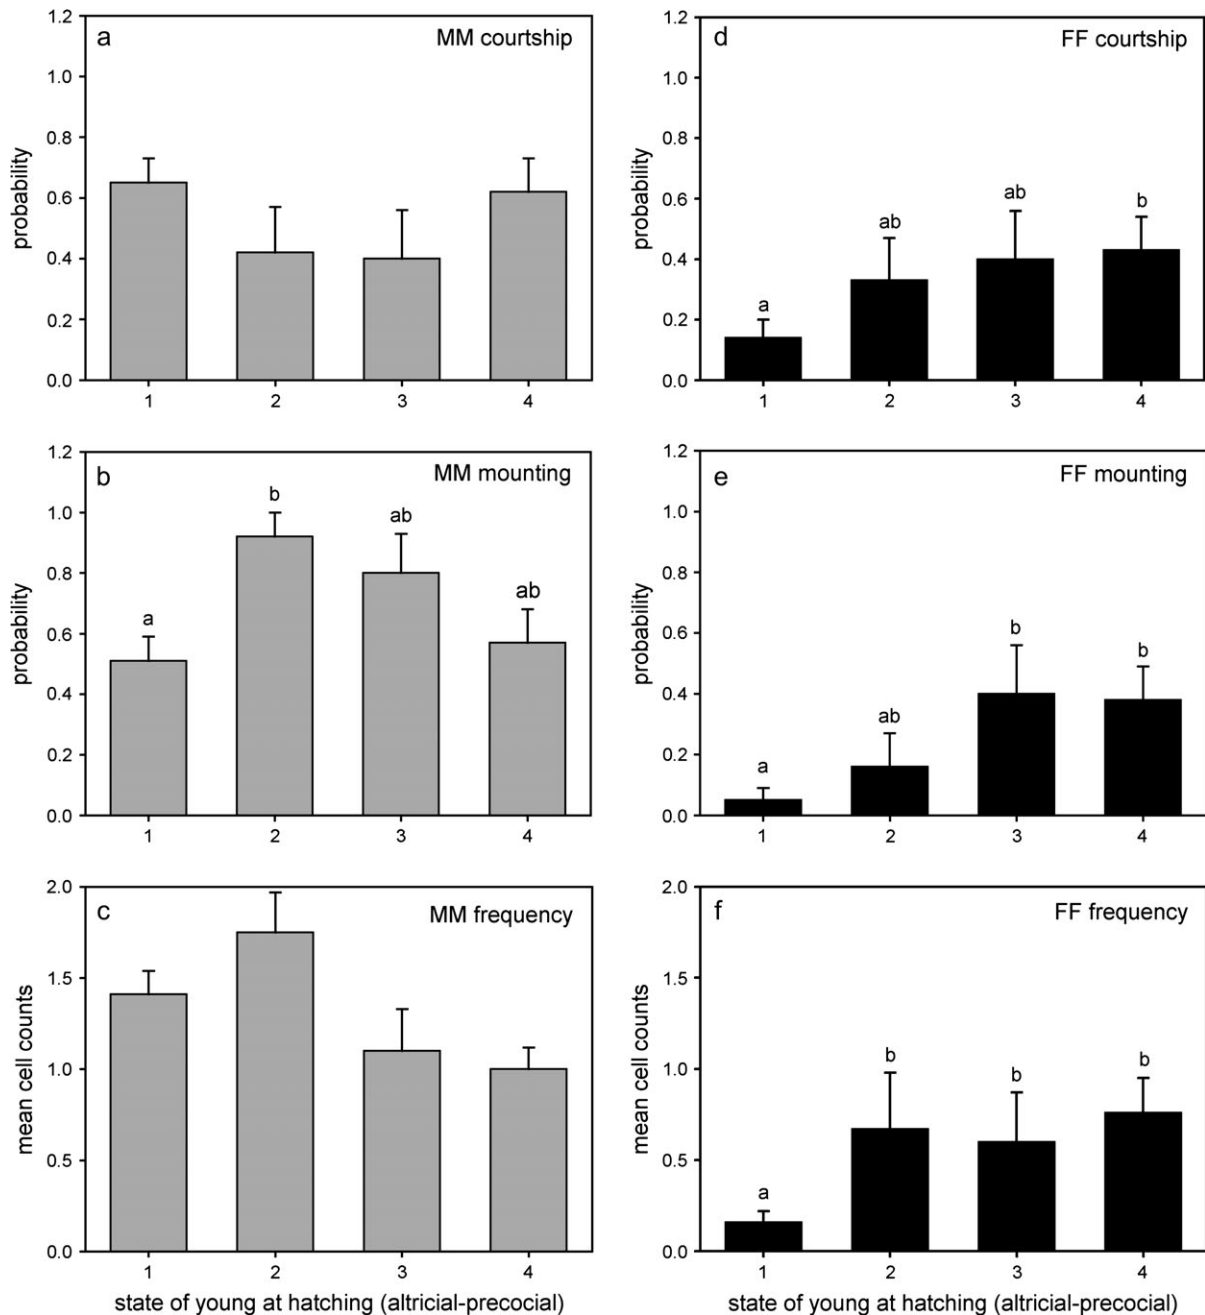 a
MM courtship
1.2
1.0
0.8
0.6
0.4
0.2
0.0
probability
1
2
3
4
d
FF courtship
1.2
1.0
0.8
0.6
0.4
0.2
0.0
probability
a
ab
ab
b
1
2
3
4
b
MM mounting
1.2
1.0
0.8
0.6
0.4
0.2
0.0
probability
a
b
ab
ab
1
2
3
4
e
FF mounting
1.2
1.0
0.8
0.6
0.4
0.2
0.0
probability
a
ab
b
b
1
2
3
4
c
MM frequency
2.0
1.5
1.0
0.5
0.0
mean cell counts
1
2
3
4
state of young at hatching (altricial-precocial)
f
FF frequency
2.0
1.5
1.0
0.5
0.0
mean cell counts
a
b
b
b
1
2
3
4
state of young at hatching (altricial-precocial)